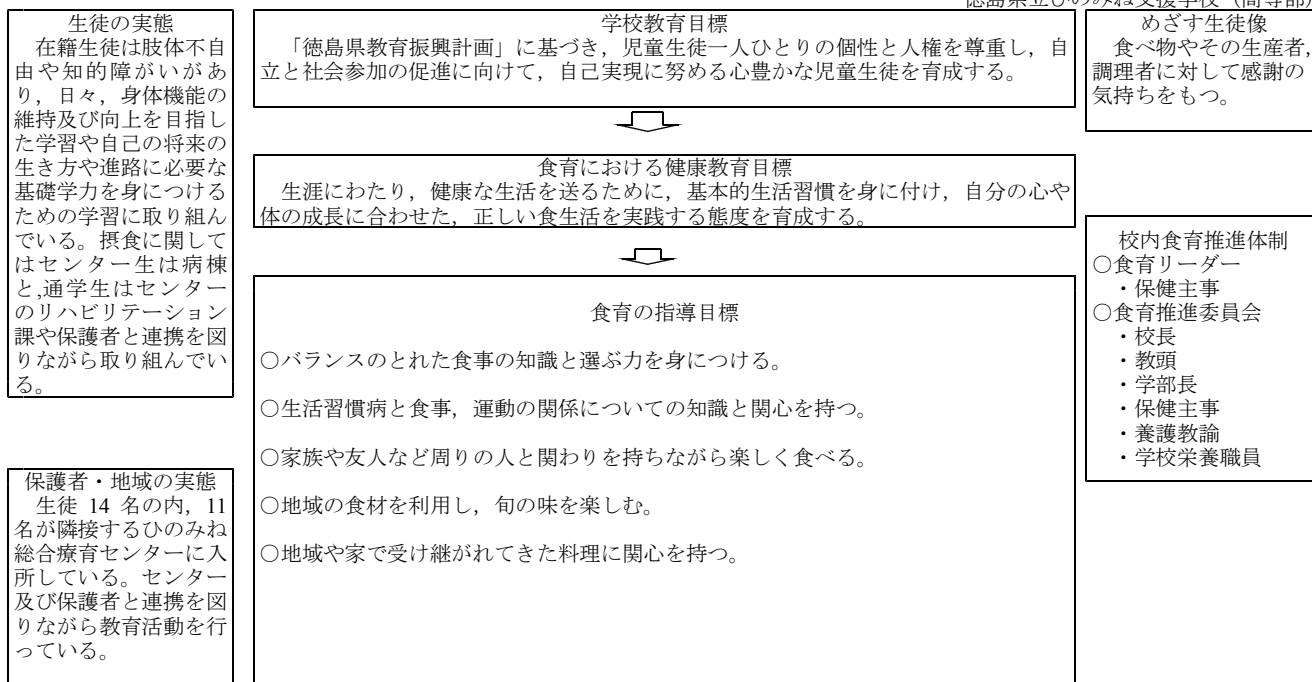 徳島県立ひのみね支援学校（高等部）
生徒の実態
在籍生徒は肢体不自
由や知的障がいがあ
り，日々，身体機能の
維持及び向上を目指し
た学習や自己の将来の
生き方や進路に必要な
基礎学力を身につける
ための学習に取り組ん
でいる。摂食に関して
はセンター生は病棟
と,通学生はセンター
のリハビリテーション
課や保護者と連携を図
りながら取り組んでい
る。
保護者・地域の実態
生徒 14 名の内，11
名が隣接するひのみね
総合療育センターに入
所している。センター
及び保護者と連携を図
りながら教育活動を行
っている。
学校教育目標
「徳島県教育振興計画」に基づき，児童生徒一人ひとりの個性と人権を尊重し，自
立と社会参加の促進に向けて，自己実現に努める心豊かな児童生徒を育成する。
食育における健康教育目標
生涯にわたり，健康な生活を送るために，基本的生活習慣を身に付け，自分の心や
体の成長に合わせた，正しい食生活を実践する態度を育成する。
食育の指導目標
○バランスのとれた食事の知識と選ぶ力を身につける。
○生活習慣病と食事，運動の関係についての知識と関心を持つ。
○家族や友人など周りの人と関わりを持ちながら楽しく食べる。
○地域の食材を利用し，旬の味を楽しむ。
○地域や家で受け継がれてきた料理に関心を持つ。
めざす生徒像
食べ物やその生産者，
調理者に対して感謝の
気持ちをもつ。
校内食育推進体制
○食育リーダー
・保健主事
○食育推進委員会
・校長
・教頭
・学部長
・保健主事
・養護教諭
・学校栄養職員